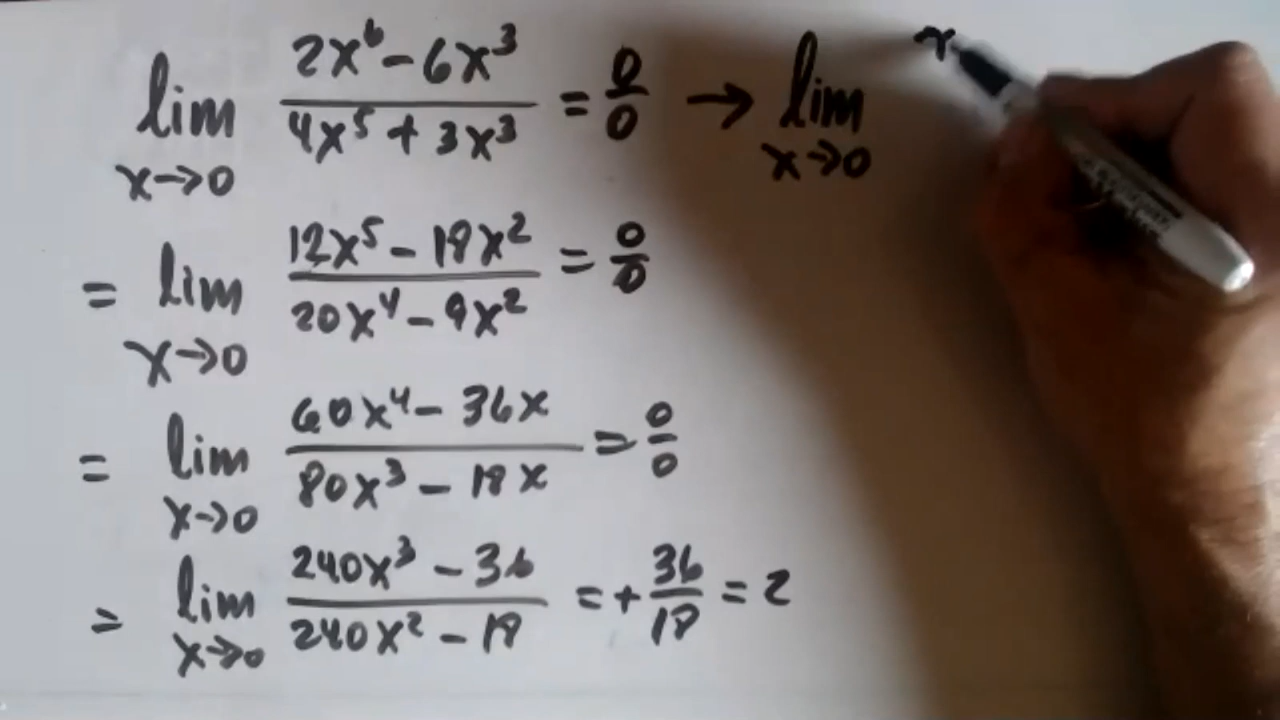 lim x→0 (2x⁶ - 6x³)/(4x⁵ + 3x³) = 0/0 → lim x→0 x
= lim x→0 (12x⁵ - 18x²)/(20x⁴ - 9x²) = 0/0
= lim x→0 (60x⁴ - 36x)/(80x³ - 18x) = 0/0
= lim x→0 (240x³ - 36)/(240x² - 18) = + 36/18 = 2